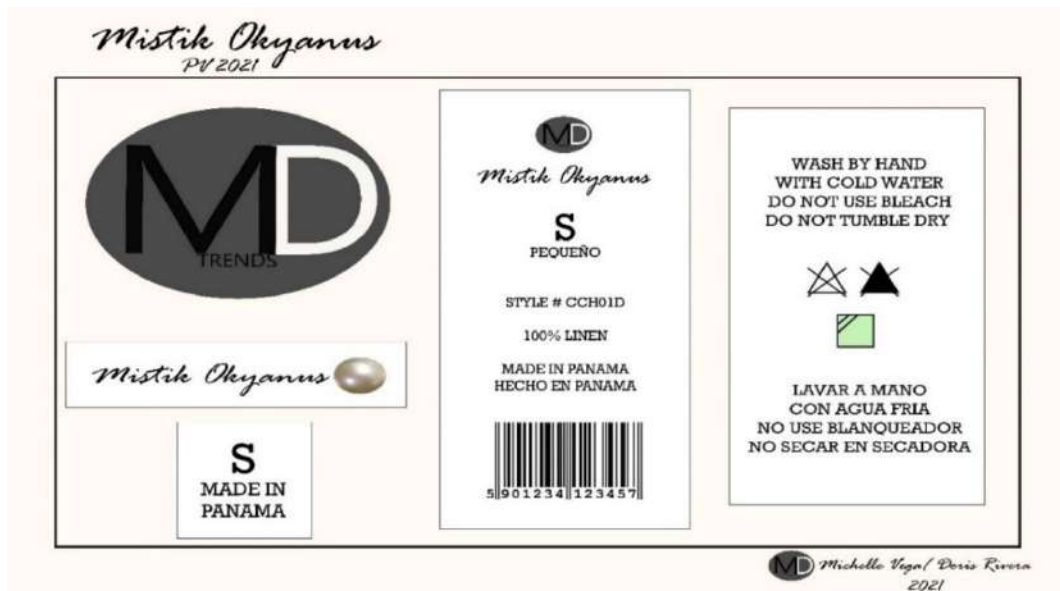 Mistik Okyanus
PV 2021
MD
TRENDS
Mistik Okyanus
S
MADE IN
PANAMA
MD
Mistik Okyanus
S
PEQUEÑO
STYLE # CCH01D
100% LINEN
MADE IN PANAMA
HECHO EN PANAMA
5 901234 123457
WASH BY HAND
WITH COLD WATER
DO NOT USE BLEACH
DO NOT TUMBLE DRY
LAVAR A MANO
CON AGUA FRIA
NO USE BLANQUEADOR
NO SECAR EN SECADORA
MD Michelle Vega/ Doris Rivera
2021